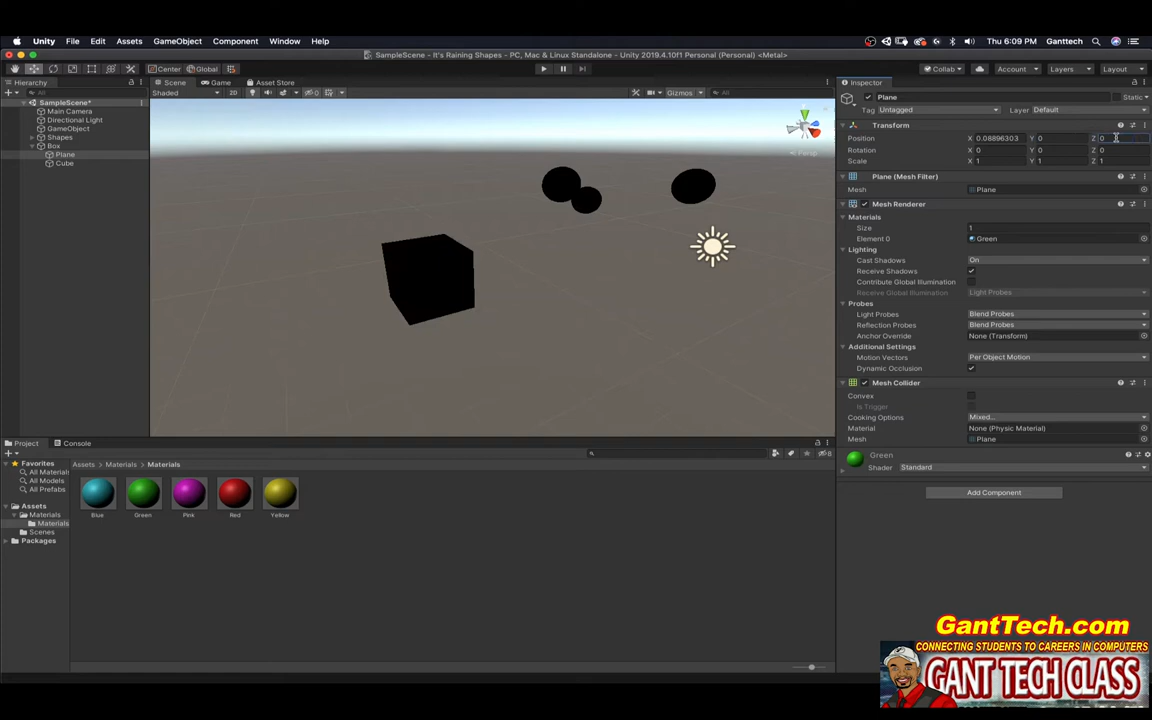 Unity File Edit Assets GameObject Component Window Help Thu 6:09 PM Ganttech
SampleScene - It's Raining Shapes - PC, Mac & Linux Standalone - Unity 2019.4.10f1 Personal (Personal) <Metal>
Center Global Collab Account Layers Layout
Hierarchy Scene Game Asset Store Inspector
All Shaded 2D 0 Gizmos All Plane Static
SampleScene*
Main Camera
Directional Light
GameObject
Shapes
Box
Plane
Cube
Persp
Tag Untagged Layer Default
Transform
Position X 0.08896303 Y 0 Z 0
Rotation X 0 Y 0 Z 0
Scale X 1 Y 1 Z 1
Plane (Mesh Filter)
Mesh Plane
Mesh Renderer
Materials
Size 1
Element 0 Green
Lighting
Cast Shadows On
Receive Shadows
Contribute Global Illumination
Receive Global Illumination Light Probes
Probes
Light Probes Blend Probes
Reflection Probes Blend Probes
Anchor Override None (Transform)
Additional Settings
Motion Vectors Per Object Motion
Dynamic Occlusion
Mesh Collider
Convex
Is Trigger
Cooking Options Mixed...
Material None (Physic Material)
Mesh Plane
Green
Shader Standard
Add Component
Project Console
8
Favorites
All Material
All Models
All Prefabs
Assets
Materials
Materials
Scenes
Packages
Assets Materials Materials
Blue Green Pink Red Yellow
GantTech.com
CONNECTING STUDENTS TO CAREERS IN COMPUTERS
GANT TECH CLASS